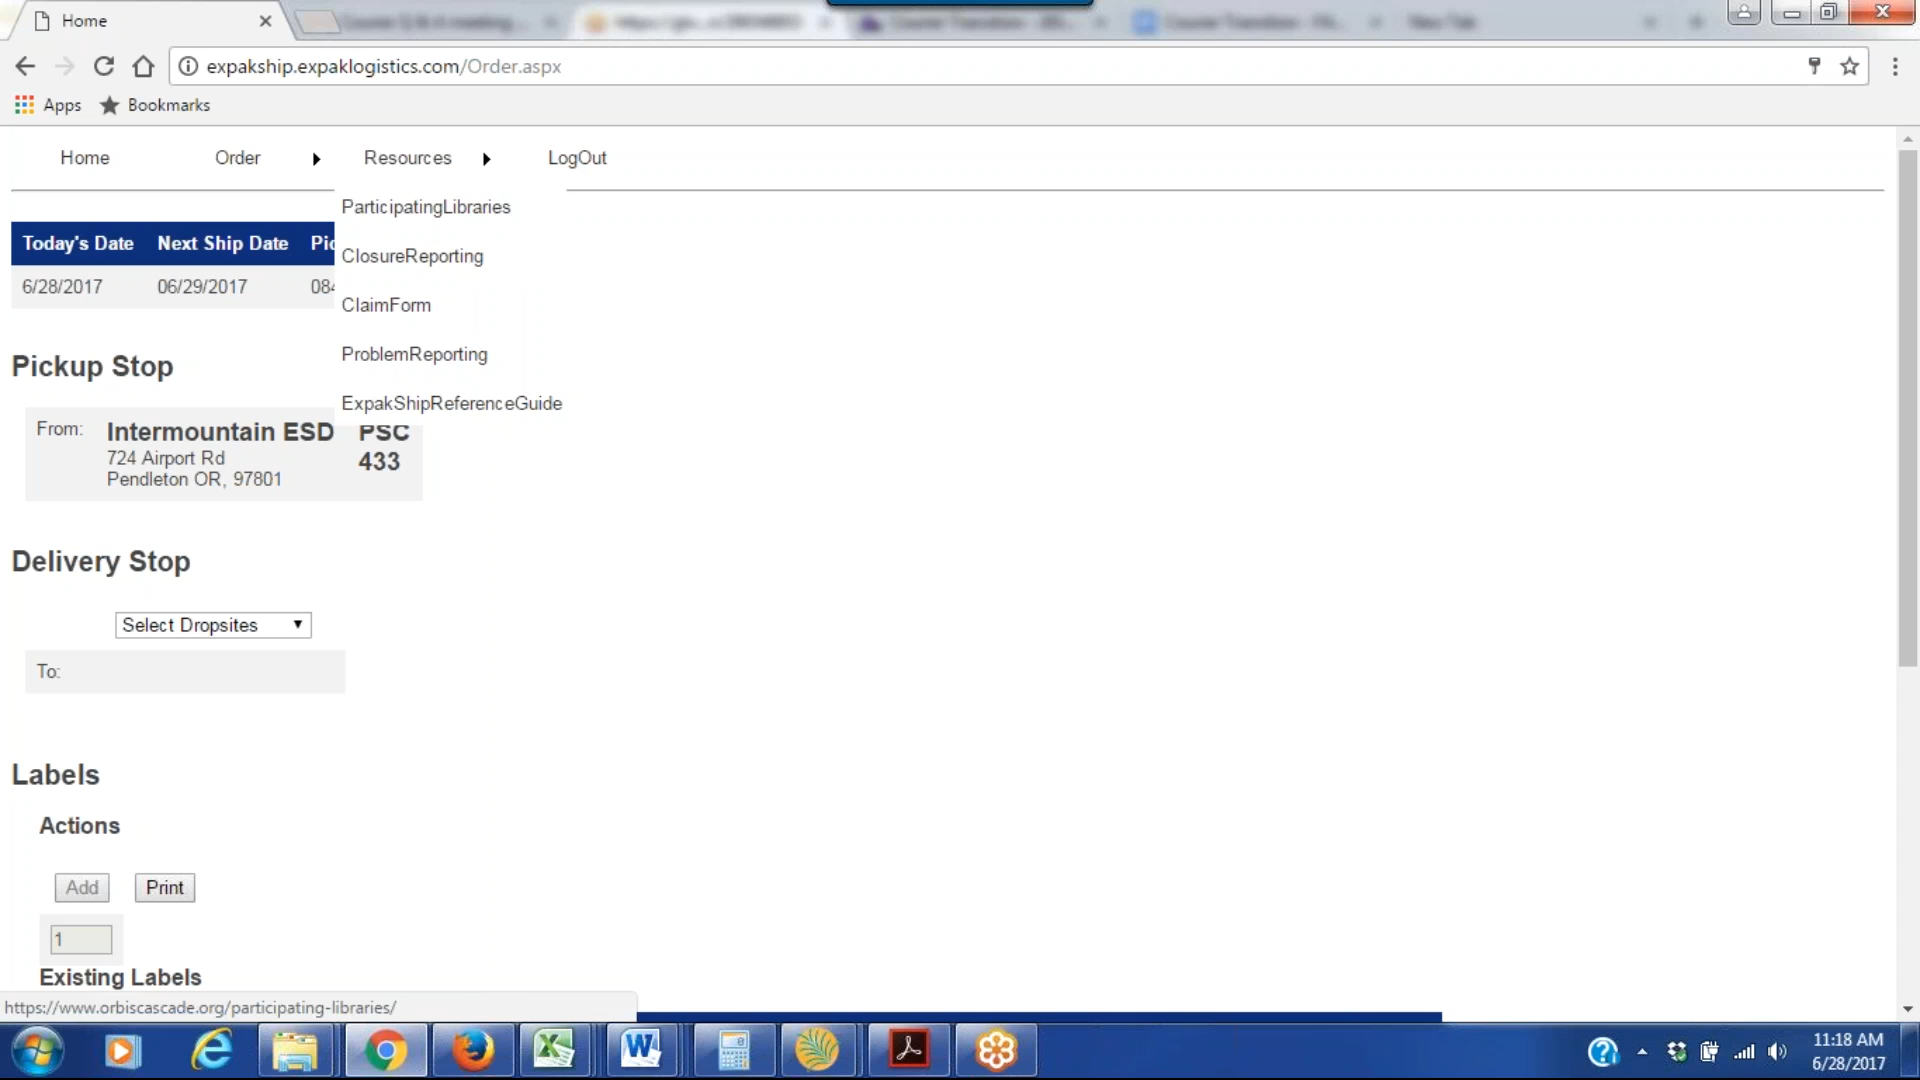 Home
expakship.expaklogistics.com/Order.aspx
Apps Bookmarks
Home Order Resources LogOut
ParticipatingLibraries
ClosureReporting
ClaimForm
ProblemReporting
ExpakShipReferenceGuide
Today's Date Next Ship Date
6/28/2017 06/29/2017
Pickup Stop
From: Intermountain ESD PSC
724 Airport Rd 433
Pendleton OR, 97801
Delivery Stop
Select Dropsites
To:
Labels
Actions
Add Print
1
Existing Labels
https://www.orbiscascade.org/participating-libraries/
11:18 AM
6/28/2017